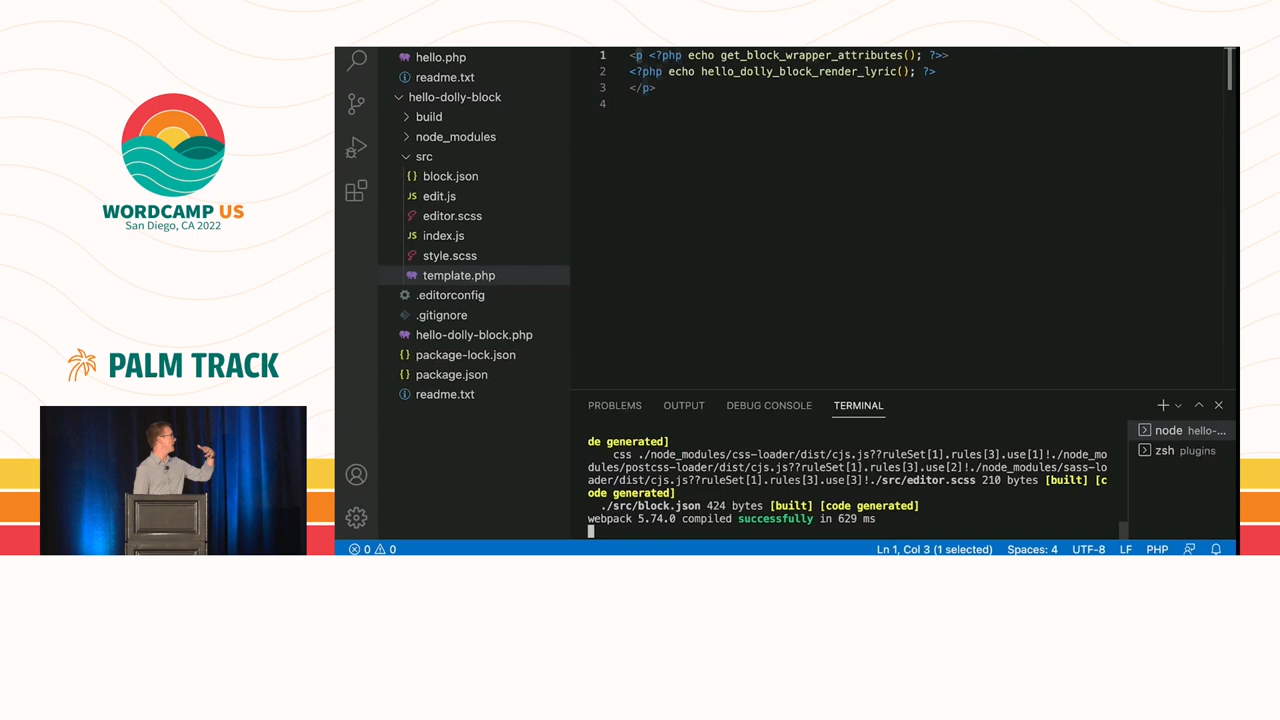 WORDCAMP US
San Diego, CA 2022
PALM TRACK
hello.php
readme.txt
hello-dolly-block
build
node_modules
src
block.json
edit.js
editor.scss
index.js
style.scss
template.php
.editorconfig
.gitignore
hello-dolly-block.php
package-lock.json
package.json
readme.txt
1 <p <?php echo get_block_wrapper_attributes(); ?>>
2 <?php echo hello_dolly_block_render_lyric(); ?>
3 </p>
4
PROBLEMS OUTPUT DEBUG CONSOLE TERMINAL
de generated]
css ./node_modules/css-loader/dist/cjs.js??ruleSet[1].rules[3].use[1]!./node_mo
dules/postcss-loader/dist/cjs.js??ruleSet[1].rules[3].use[2]!./node_modules/sass-lo
ader/dist/cjs.js??ruleSet[1].rules[3].use[3]!./src/editor.scss 210 bytes [built] [c
ode generated]
./src/block.json 424 bytes [built] [code generated]
webpack 5.74.0 compiled successfully in 629 ms
node hello-...
zsh plugins
0 0 Ln 1, Col 3 (1 selected) Spaces: 4 UTF-8 LF PHP